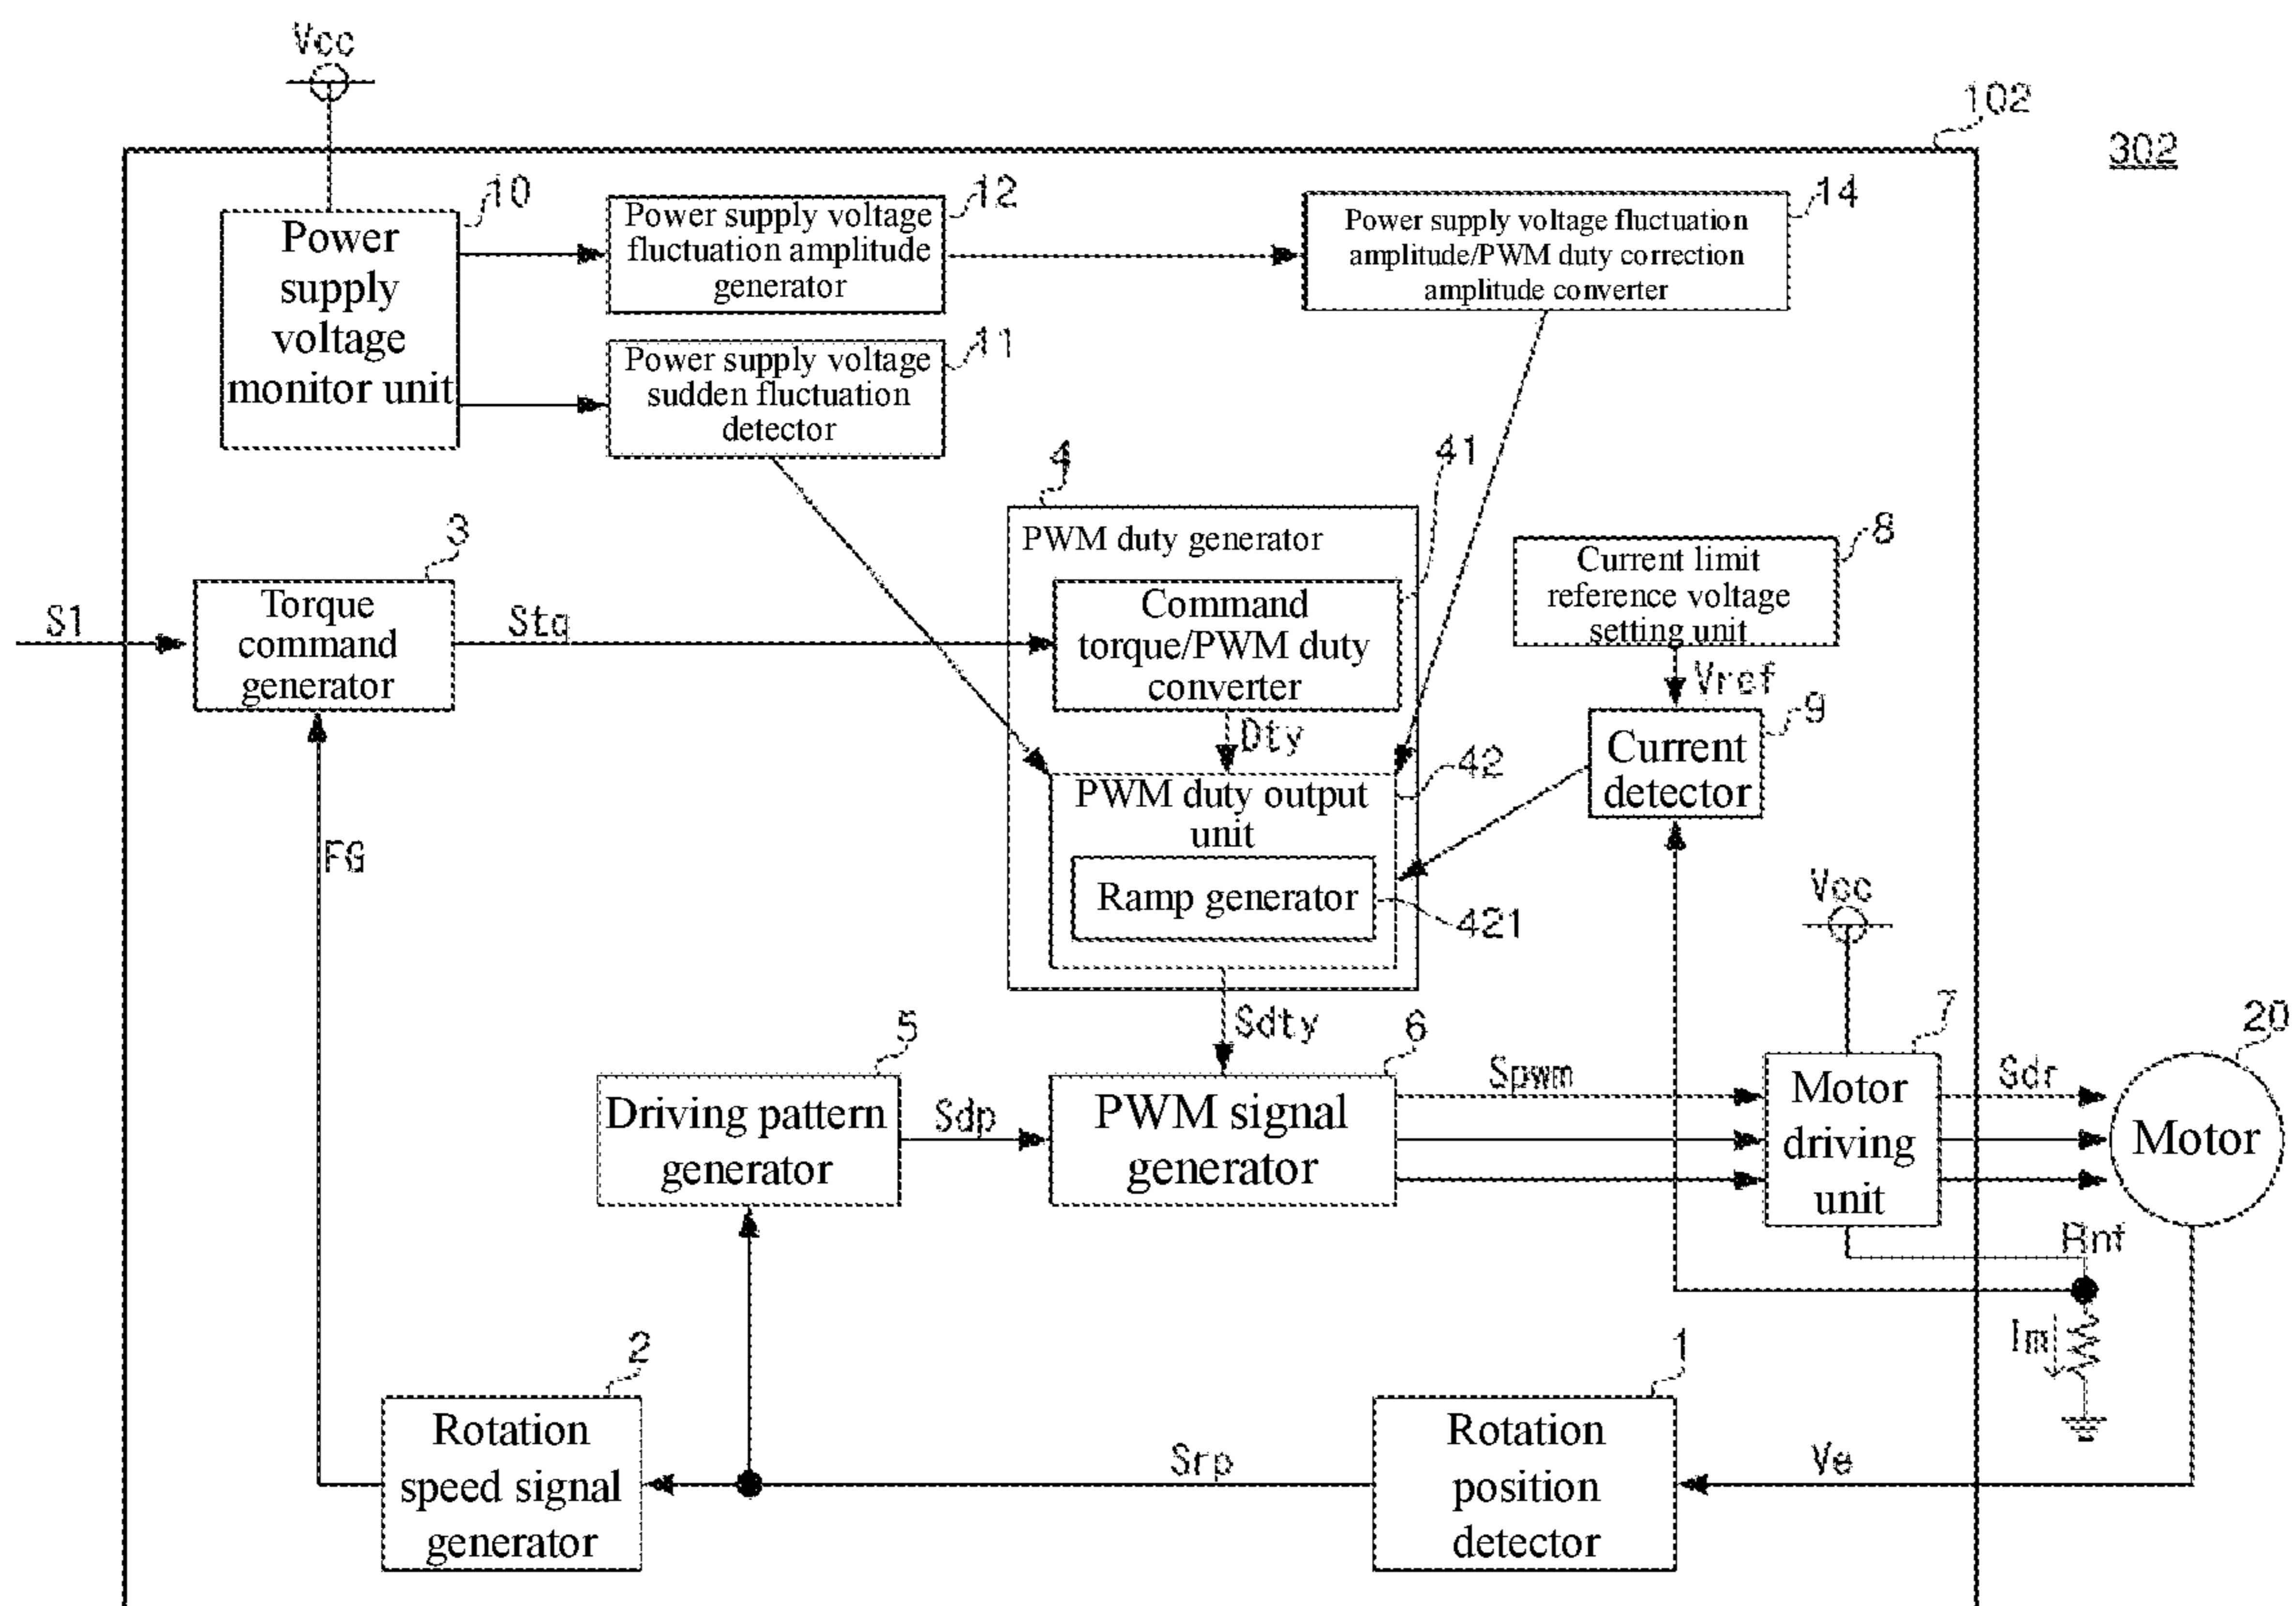 Vcc
102
302
10
12
14
Power
supply
voltage
monitor unit
Power supply voltage
fluctuation amplitude
generator
Power supply voltage fluctuation
amplitude/PWM duty correction
amplitude converter
11
Power supply voltage
sudden fluctuation
detector
4
41
3
PWM duty generator
8
Current limit
reference voltage
setting unit
S1
Torque
command
generator
Stq
Command
torque/PWM duty
converter
Vref
9
Dty
42
Current
detector
PWM duty output
unit
FG
Ramp generator
421
Vcc
5
Sdty
6
7
20
Driving pattern
generator
Sdp
PWM signal
generator
Spwm
Motor
driving
unit
Sdr
Motor
Rnf
2
1
Im
Rotation
speed signal
generator
Srp
Rotation
position
detector
Ve